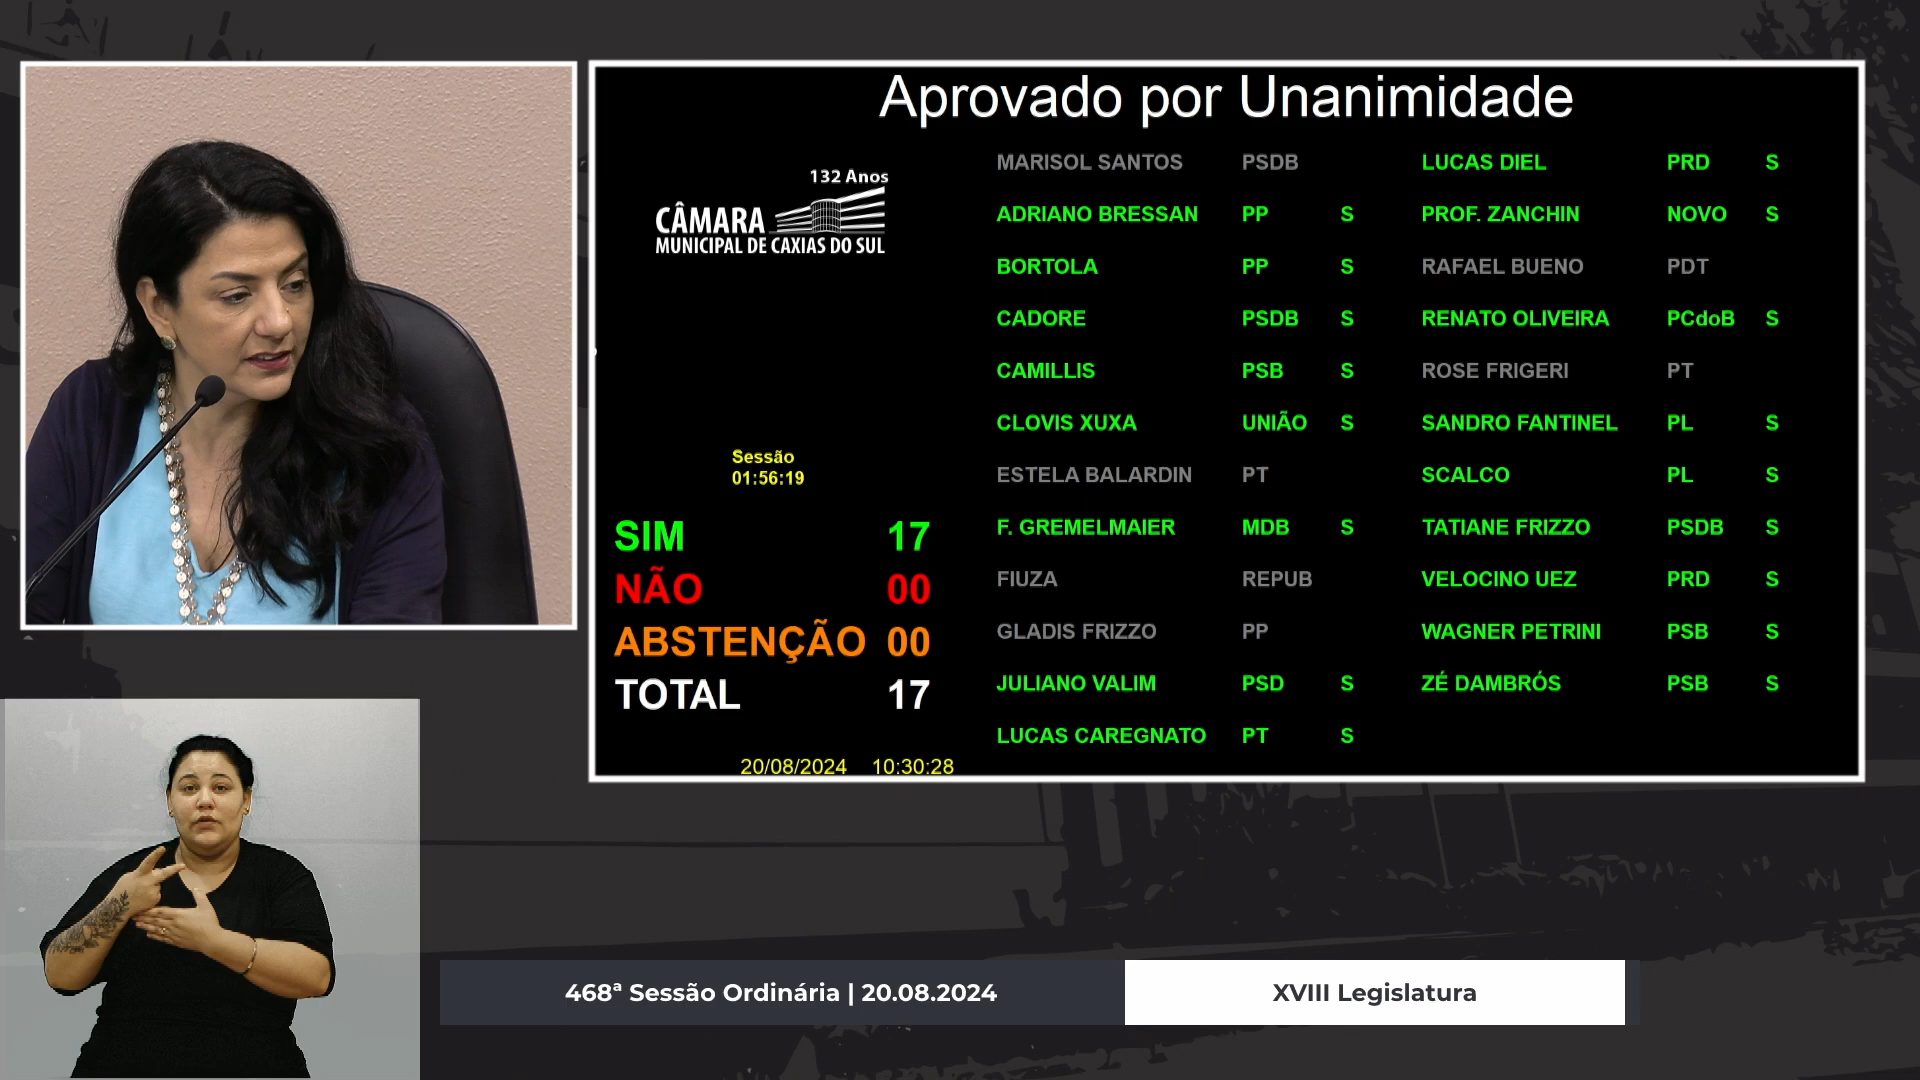 Aprovado por Unanimidade
132 Anos
CÂMARA
MUNICIPAL DE CAXIAS DO SUL
Sessão
01:56:19
SIM 17
NÃO 00
ABSTENÇÃO 00
TOTAL 17
20/08/2024 10:30:28
MARISOL SANTOS PSDB
ADRIANO BRESSAN PP S
BORTOLA PP S
CADORE PSDB S
CAMILLIS PSB S
CLOVIS XUXA UNIÃO S
ESTELA BALARDIN PT
F. GREMELMAIER MDB S
FIUZA REPUB
GLADIS FRIZZO PP
JULIANO VALIM PSD S
LUCAS CAREGNATO PT S
LUCAS DIEL PRD S
PROF. ZANCHIN NOVO S
RAFAEL BUENO PDT
RENATO OLIVEIRA PCdoB S
ROSE FRIGERI PT
SANDRO FANTINEL PL S
SCALCO PL S
TATIANE FRIZZO PSDB S
VELOCINO UEZ PRD S
WAGNER PETRINI PSB S
ZÉ DAMBRÓS PSB S
468ª Sessão Ordinária | 20.08.2024
XVIII Legislatura